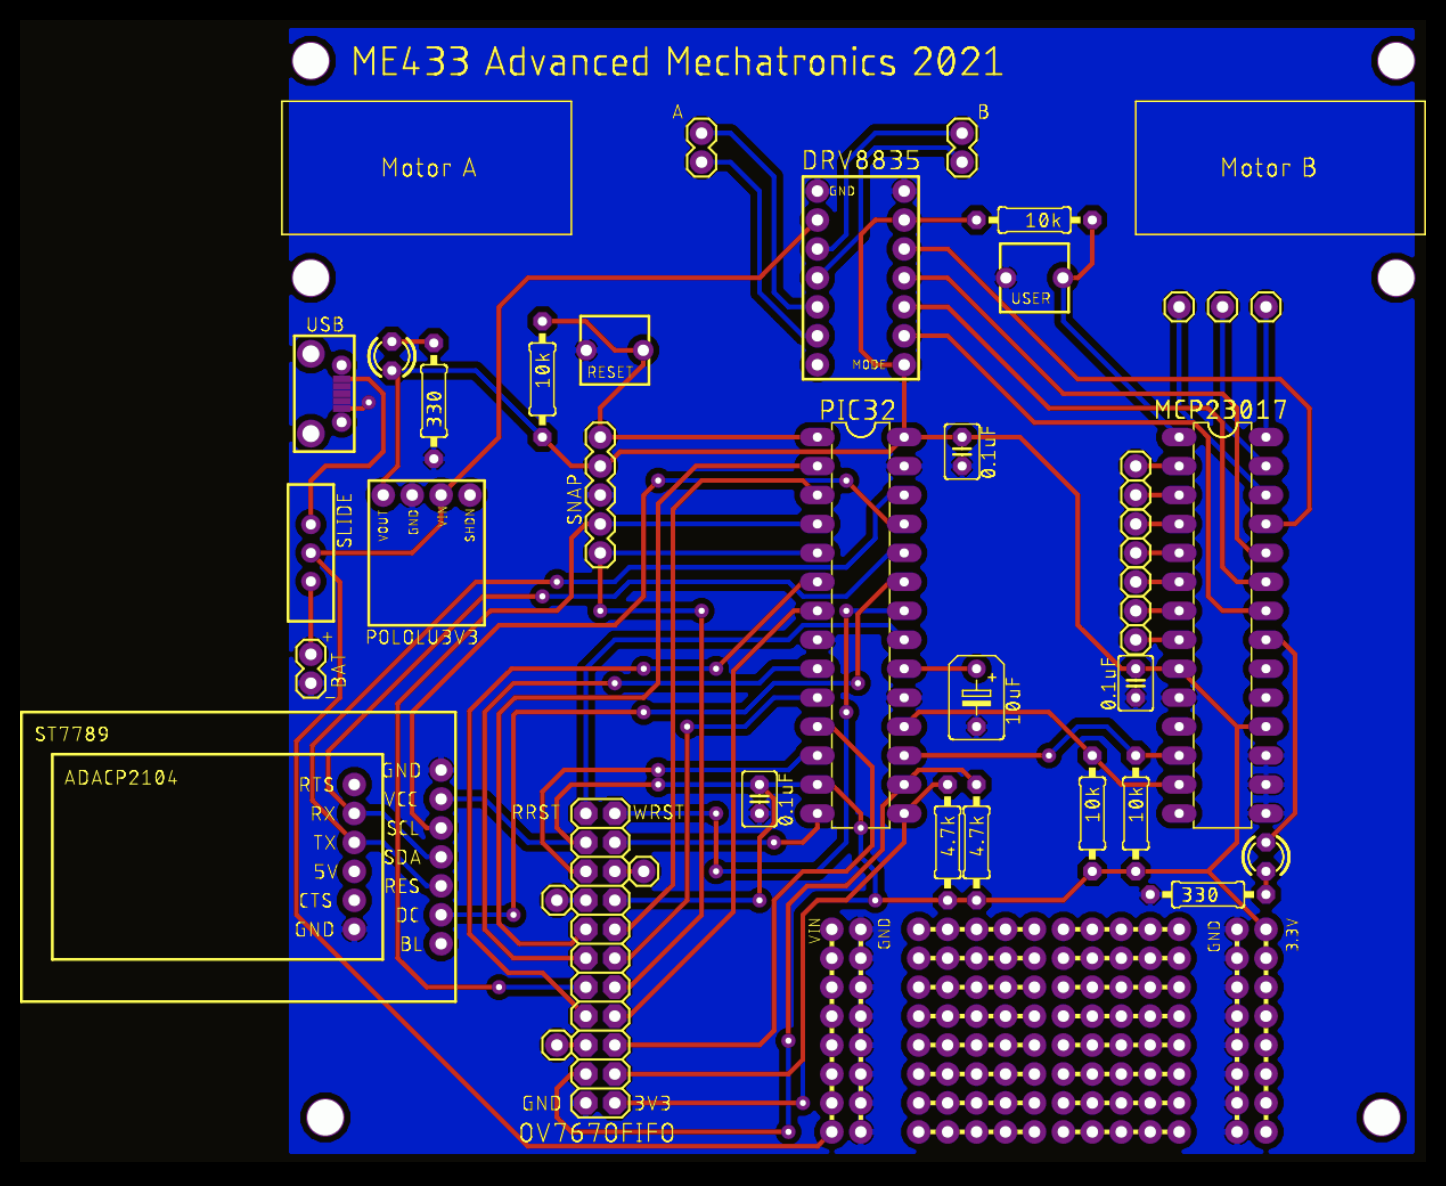 ME433 Advanced Mechatronics 2021
A
B
DRV8835
Motor A
Motor B
GND
10k
USER
USB
MODE
RESET
10k
330
PIC32
MCP23017
0.1uF
SNAP
SLIDE
VOUT
GND
VIN
SHDN
POLOLU3V3
+
BAT
-
0.1uF
+
10uF
ST7789
ADACP2104
GND
RTS
VCC
RX
SCL
TX
SDA
5V
RES
CTS
DC
GND
BL
RRST
WRST
0.1uF
4.7k
4.7k
10k
10k
330
VIN
GND
GND
3.3V
GND
3V3
OV7670FIFO